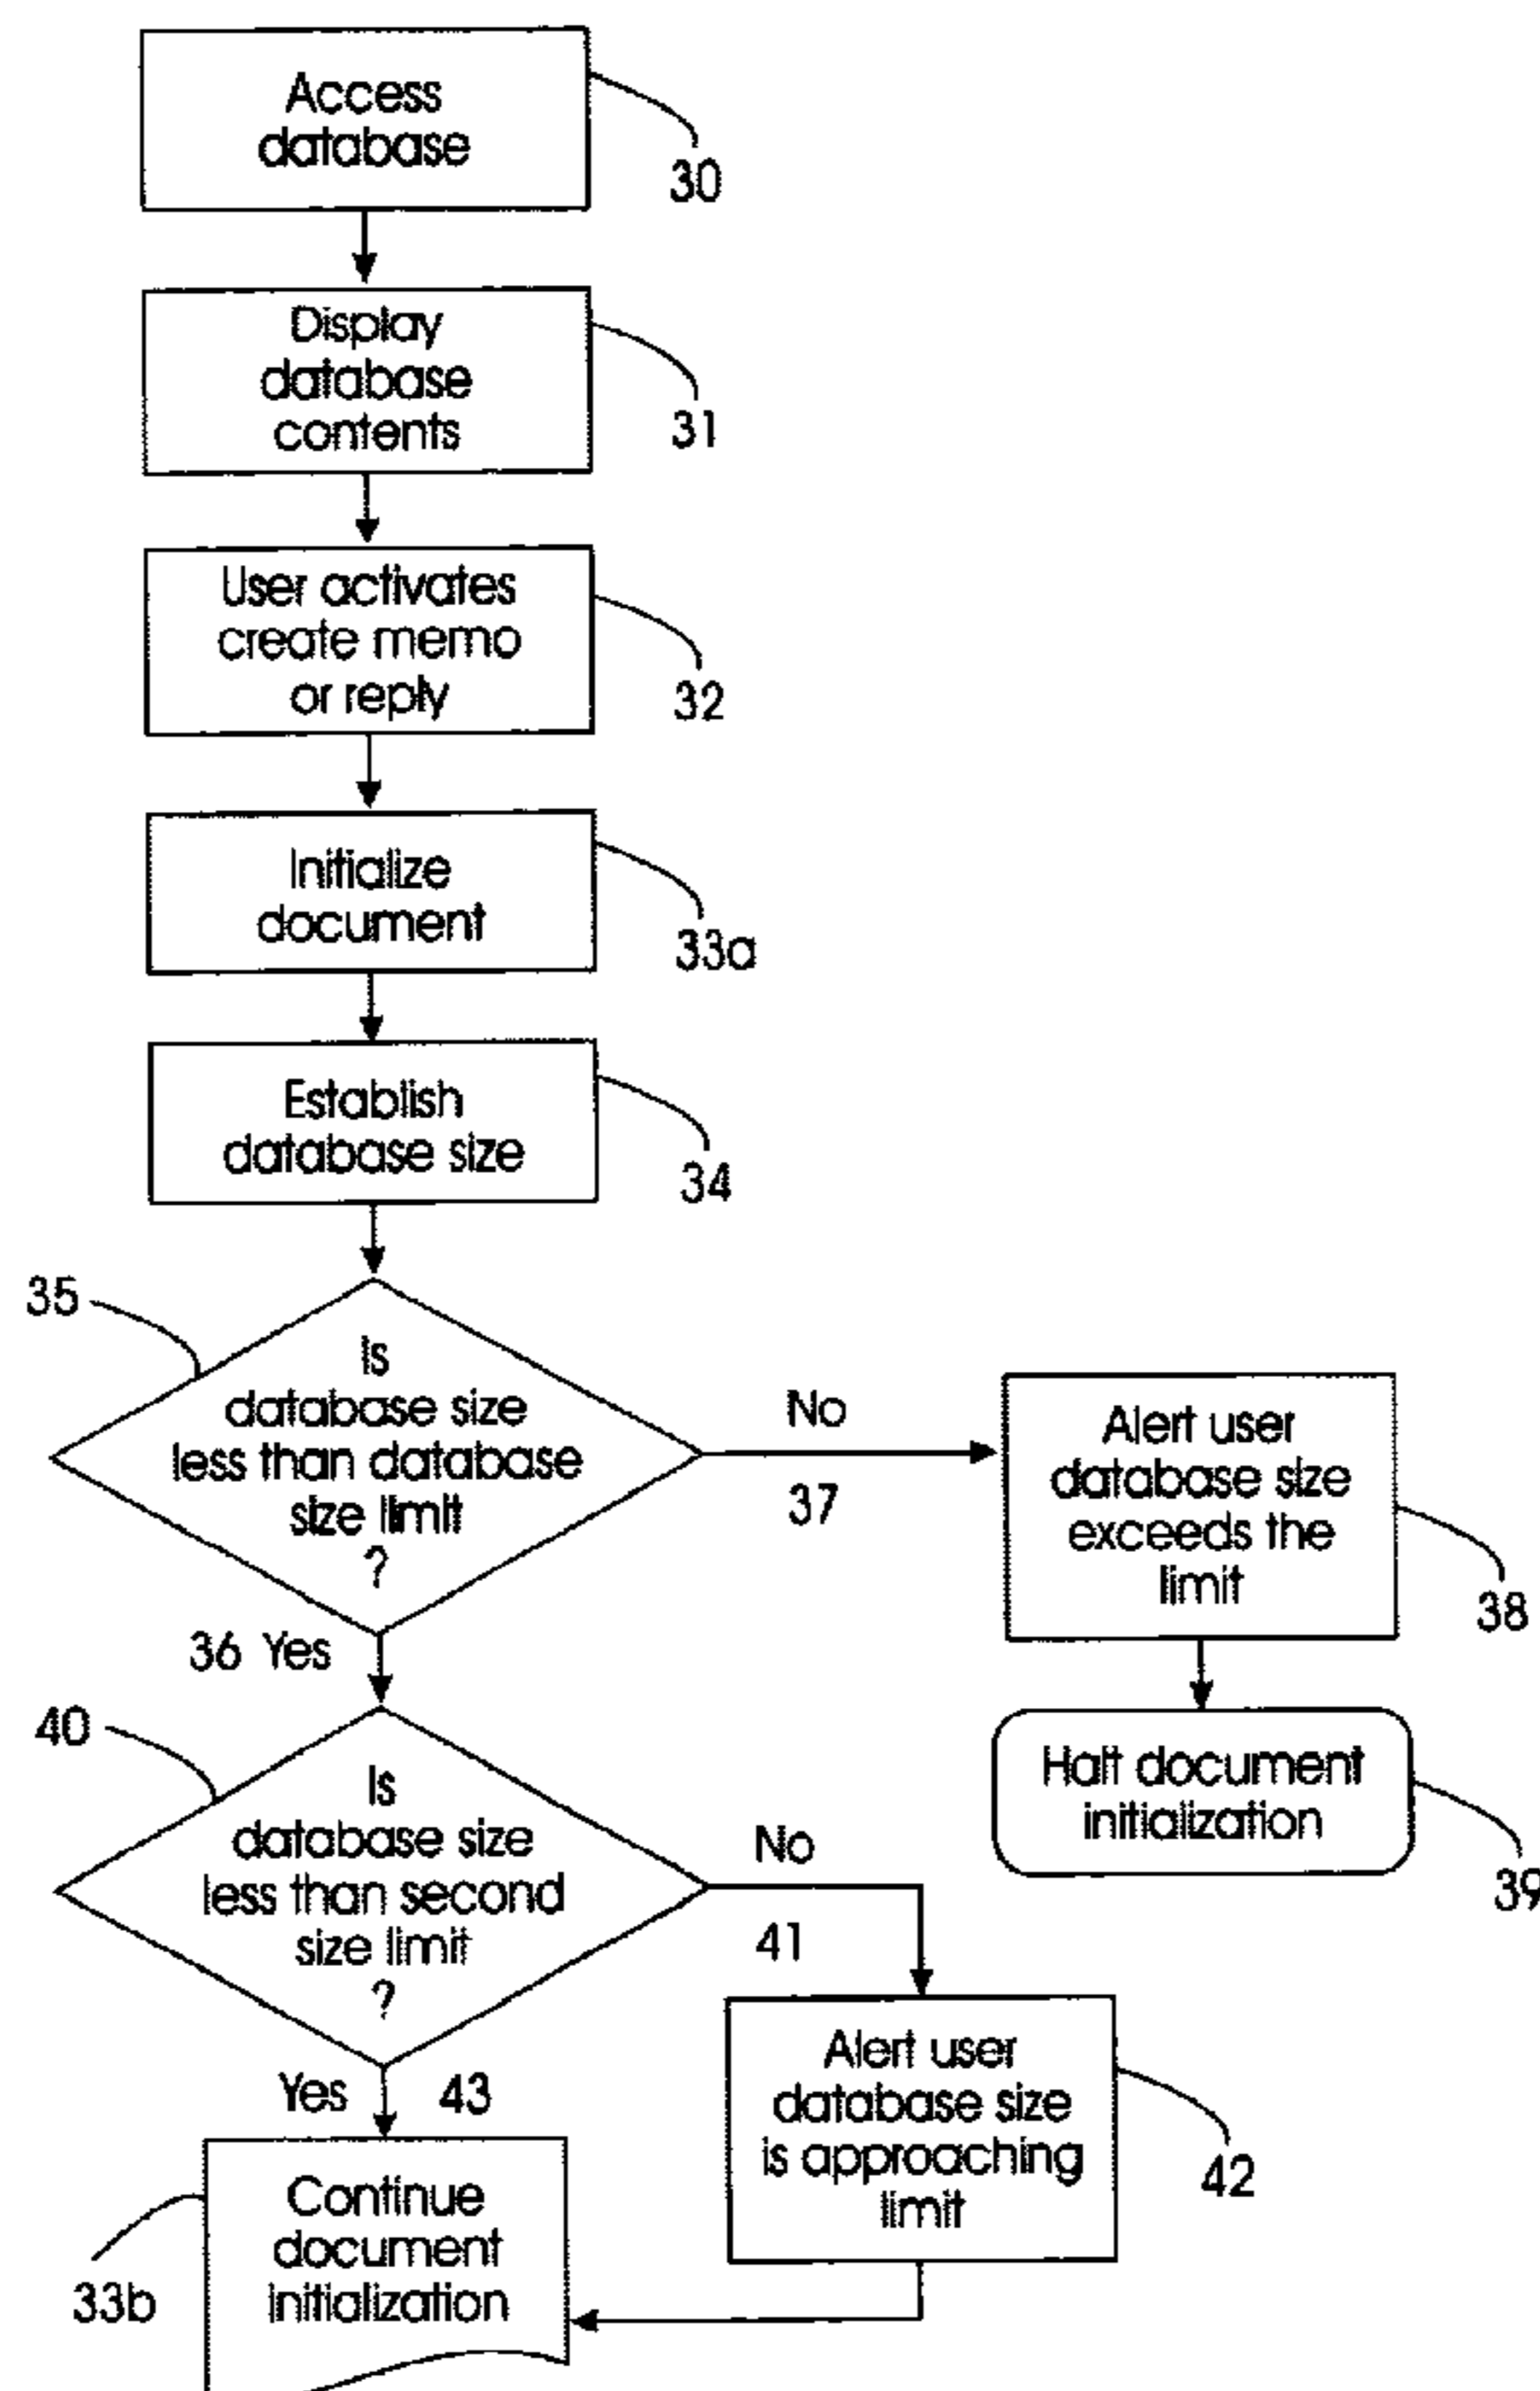 Access
database
30
Display
database
contents
31
User activates
create memo
or reply
32
Initialize
document
33a
Establish
database size
34
35
Is
database size
less than database
size limit
?
No
37
Alert user
database size
exceeds the
limit
38
36 Yes
Halt document
initialization
39
40
Is
database size
less than second
size limit
?
No
41
Alert user
database size
is approaching
limit
42
Yes
43
Continue
document
initialization
33b